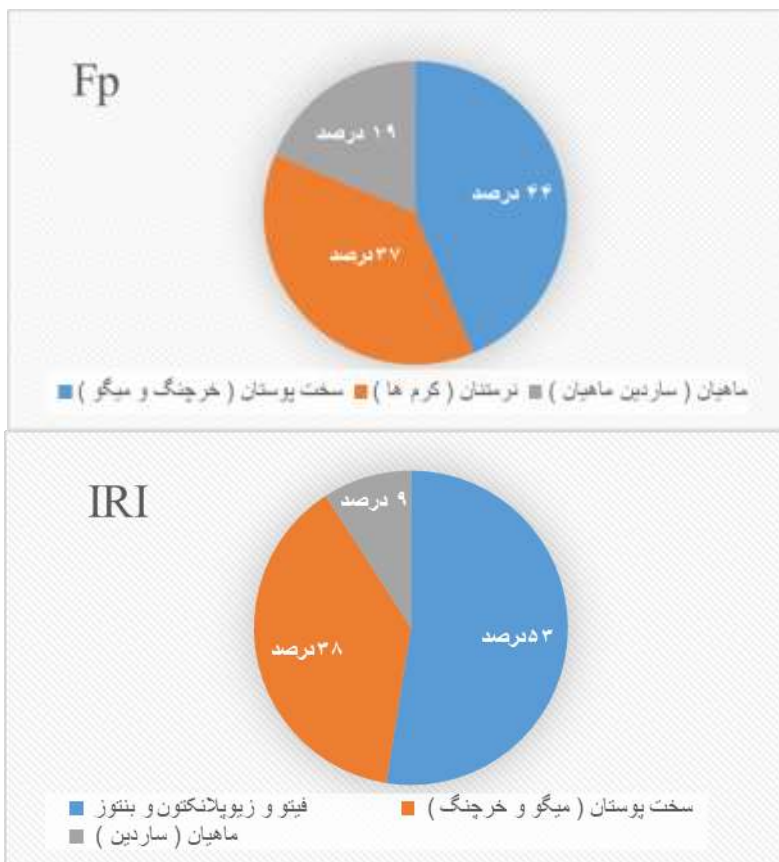 Fp
۱۹ درصد
۴۴ درصد
۳۷درصد
سخت پوستان ( خرچنگ و میگو ) نرمتنان ( کرم ها ) ماهیان ( ساردین ماهیان )
IRI
۹ درصد
۵۳درصد
۳۸درصد
فیتو و زیوپلانکتون و بنتوز
سخت پوستان ( میگو و خرچنگ )
ماهیان ( ساردین )